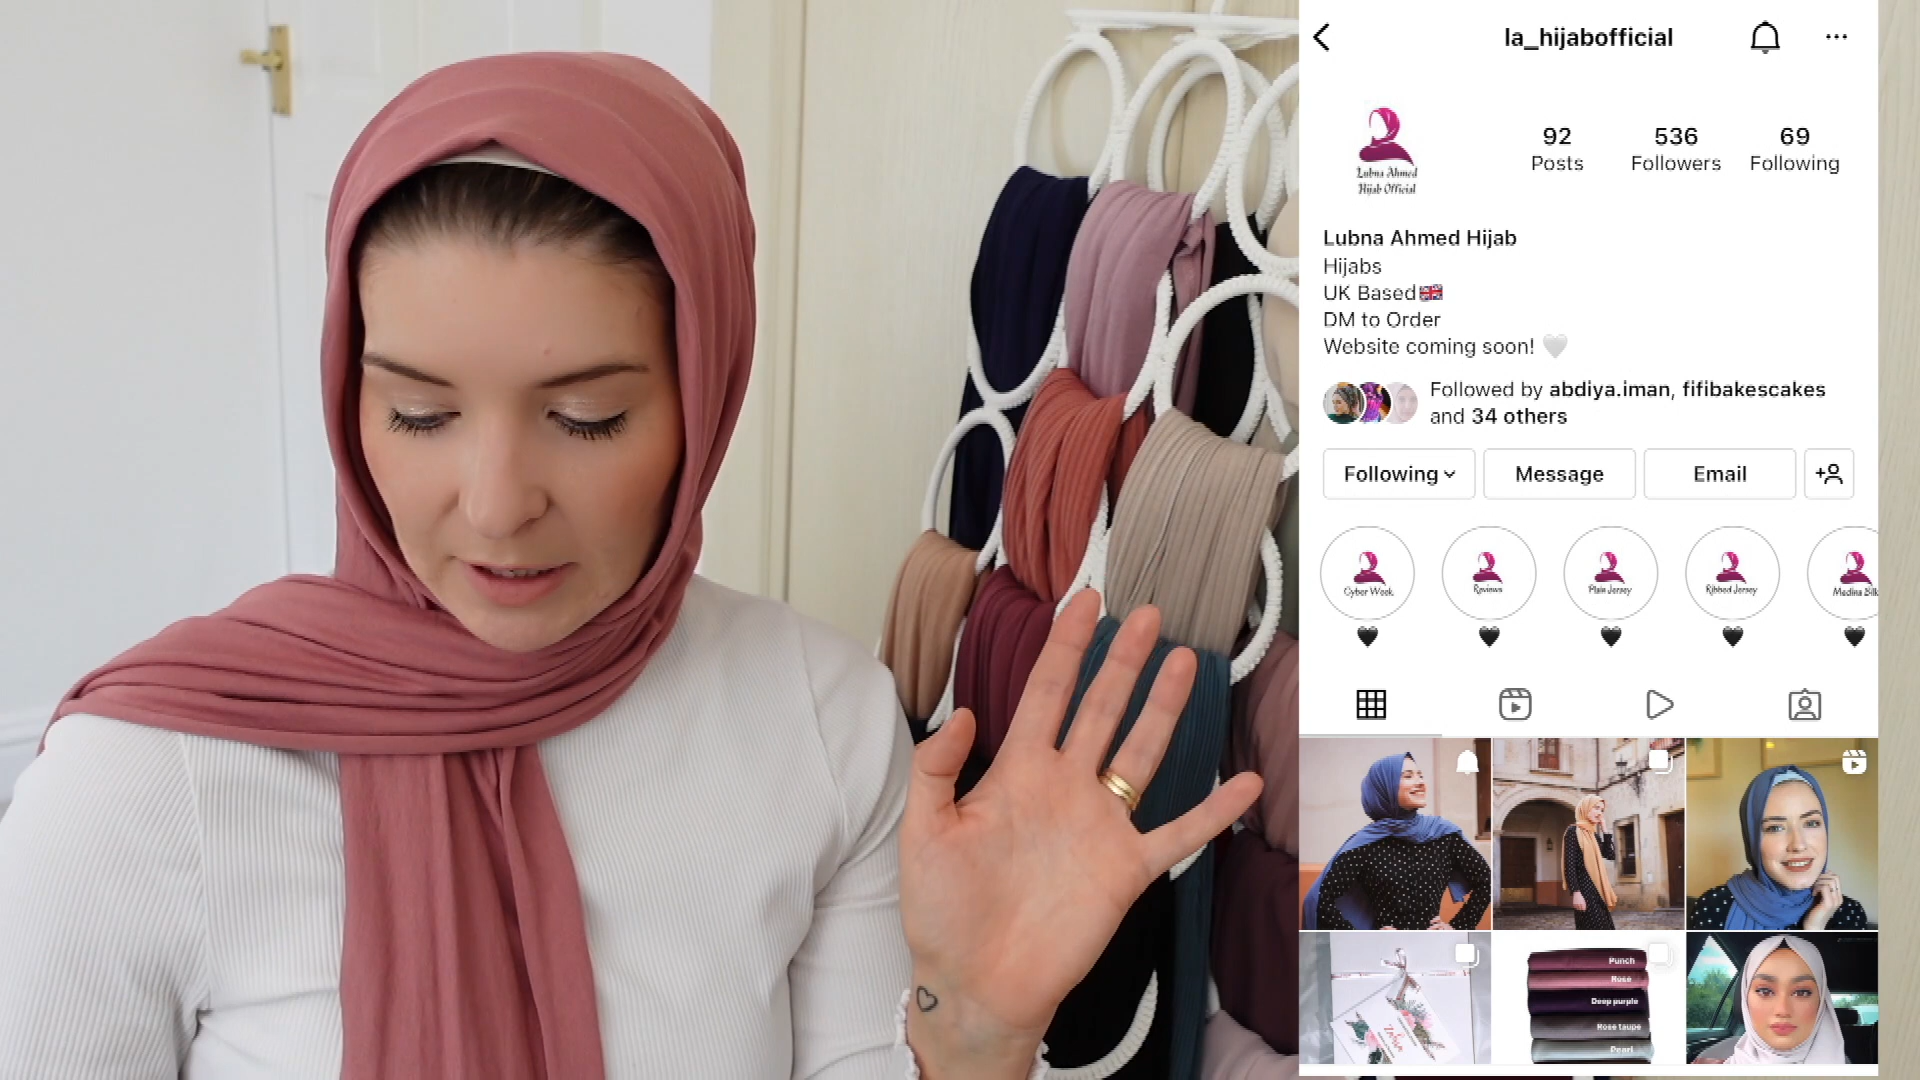 la_hijabofficial
Lubna Ahmed
Hijab Official
92
Posts
536
Followers
69
Following
Lubna Ahmed Hijab
Hijabs
UK Based🇬🇧
DM to Order
Website coming soon! 🤍
Followed by abdiya.iman, fifibakescakes
and 34 others
Following
Message
Email
Cyber Week
Reviews
Plain Jersey
Ribbed Jersey
Medina Silk
🖤
🖤
🖤
🖤
🖤
Punch
Rose
Deep purple
Rose taupe
Pearl